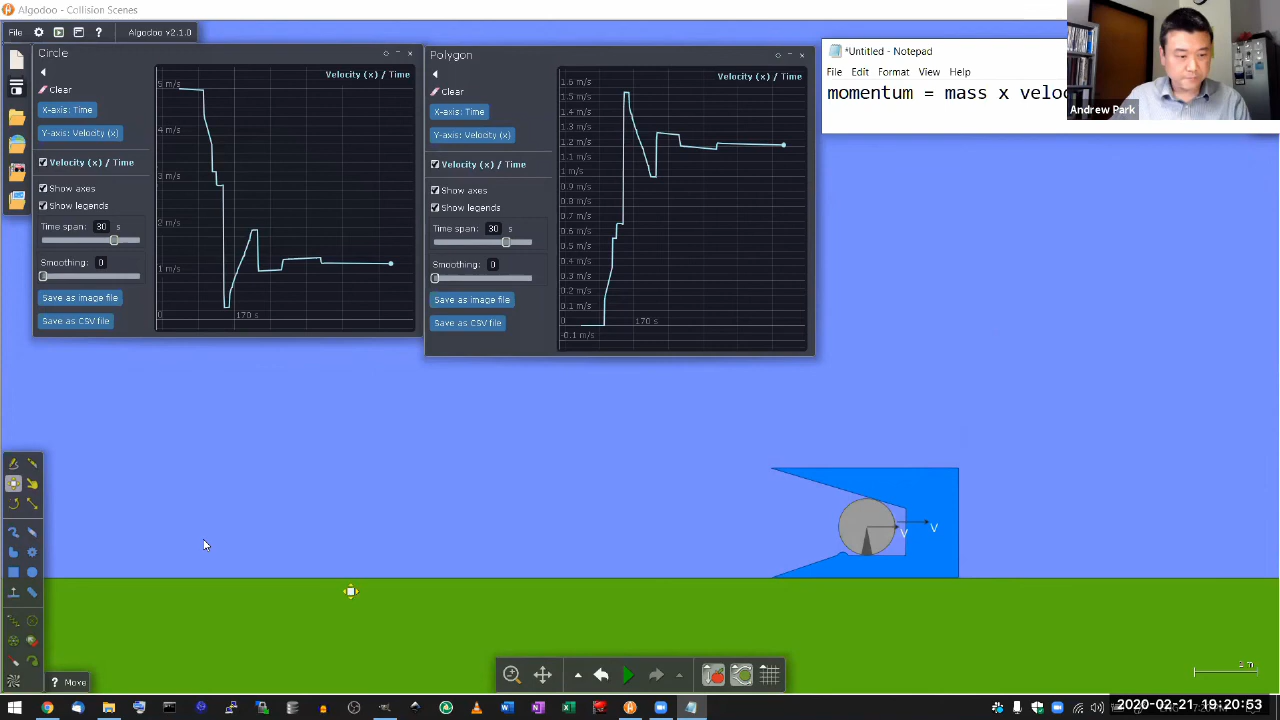 Algodoo - Collision Scenes
File
Algodoo v2.1.0
Circle
Clear
X-axis: Time
Y-axis: Velocity (x)
Velocity (x) / Time
Show axes
Show legends
Time span: 30 s
Smoothing: 0
Save as image file
Save as CSV file
Velocity (x) / Time
5 m/s
4 m/s
3 m/s
2 m/s
1 m/s
0
170 s
Polygon
Clear
X-axis: Time
Y-axis: Velocity (x)
Velocity (x) / Time
Show axes
Show legends
Time span: 30 s
Smoothing: 0
Save as image file
Save as CSV file
Velocity (x) / Time
1.6 m/s
1.5 m/s
1.4 m/s
1.3 m/s
1.2 m/s
1.1 m/s
1 m/s
0.9 m/s
0.8 m/s
0.7 m/s
0.6 m/s
0.5 m/s
0.4 m/s
0.3 m/s
0.2 m/s
0.1 m/s
0
-0.1 m/s
170 s
*Untitled - Notepad
File Edit Format View Help
momentum = mass x veloc
Andrew Park
V
V
? Move
2020-02-21 19:20:53